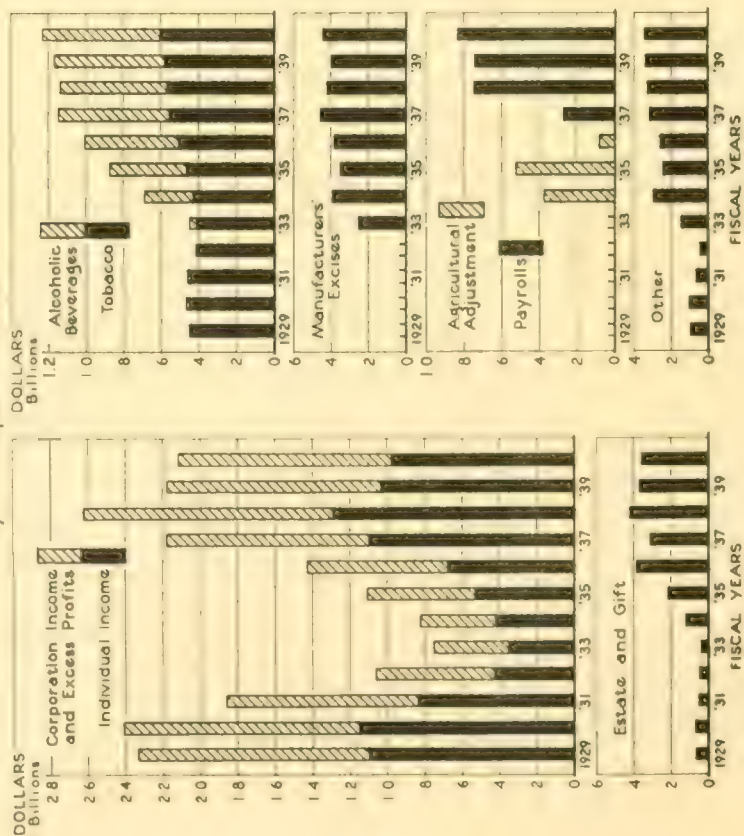 DOLLARS
Billions
2 8
2 6
2 4
2 2
2 0
1 8
1 6
1 4
1 2
1 0
8
6
4
2
0
Corporation Income
and Excess Profits
Individual Income
1929 '31 '33 '35 '37 '39
6
4
2
0
Estate and Gift
1929 '31 '33 '35 '37 '39
FISCAL YEARS
DOLLARS
Billions
1.2
1 0
8
6
4
2
0
Alcoholic
Beverages
Tobacco
1929 '31 '33 '35 '37 '39
6
4
2
0
Manufacturers'
Excises
1929 '31 '33 '35 '37 '39
1 0
8
6
4
2
0
Agricultural
Adjustment
Payrolls
1929 '31 '33 '35 '37 '39
4
2
0
Other
1929 '31 '33 '35 '37 '39
FISCAL YEARS